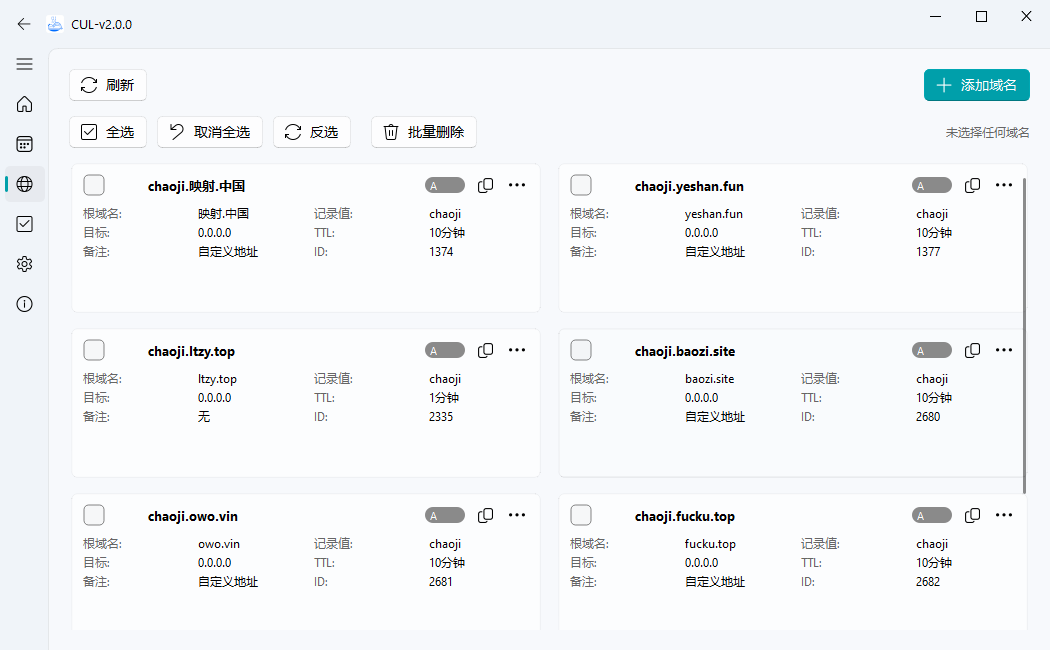 CUL-v2.0.0
刷新
添加域名
全选
取消全选
反选
批量删除
未选择任何域名
chaoji.映射.中国
A
根域名:
映射.中国
记录值:
chaoji
目标:
0.0.0.0
TTL:
10分钟
备注:
自定义地址
ID:
1374
chaoji.yeshan.fun
A
根域名:
yeshan.fun
记录值:
chaoji
目标:
0.0.0.0
TTL:
10分钟
备注:
自定义地址
ID:
1377
chaoji.ltzy.top
A
根域名:
ltzy.top
记录值:
chaoji
目标:
0.0.0.0
TTL:
1分钟
备注:
无
ID:
2335
chaoji.baozi.site
A
根域名:
baozi.site
记录值:
chaoji
目标:
0.0.0.0
TTL:
10分钟
备注:
自定义地址
ID:
2680
chaoji.owo.vin
A
根域名:
owo.vin
记录值:
chaoji
目标:
0.0.0.0
TTL:
10分钟
备注:
自定义地址
ID:
2681
chaoji.fucku.top
A
根域名:
fucku.top
记录值:
chaoji
目标:
0.0.0.0
TTL:
10分钟
备注:
自定义地址
ID:
2682